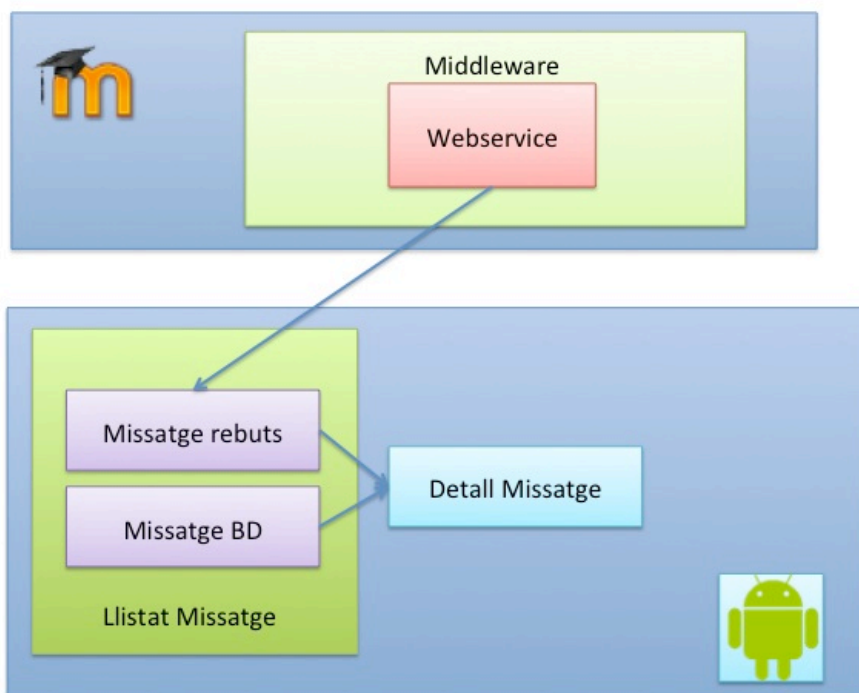 m
Middleware
Webservice
Missatge rebuts
Missatge BD
Llistat Missatge
Detall Missatge